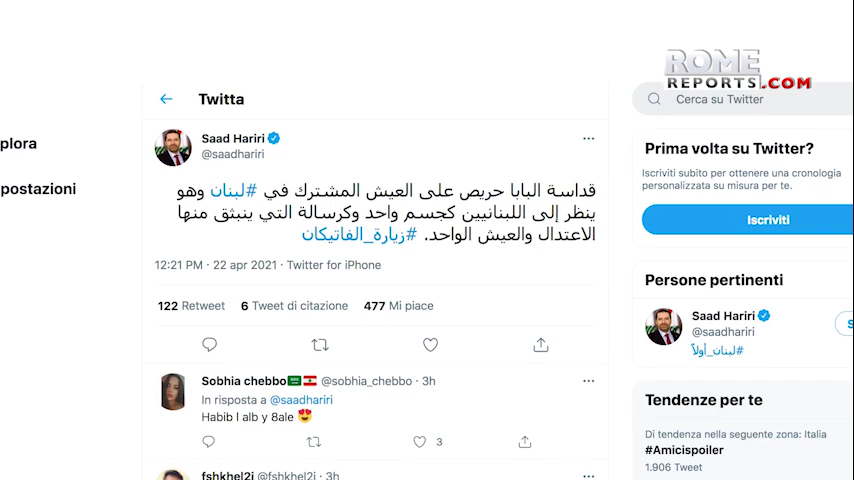 ROME
REPORTS.COM
Twitta
Cerca su Twitter
plora
postazioni
Saad Hariri
@saadhariri
قداسة البابا حريص على العيش المشترك في #لبنان وهو
ينظر إلى اللبنانيين كجسم واحد وكرسالة التي ينبثق منها
الاعتدال والعيش الواحد. #زيارة_الفاتيكان
12:21 PM · 22 apr 2021 · Twitter for iPhone
122 Retweet 6 Tweet di citazione 477 Mi piace
Sobhia chebbo @sobhia_chebbo · 3h
In risposta a @saadhariri
Habib l alb y 8ale
3
fshkhel2i @fshkhel2i · 3h
Prima volta su Twitter?
Iscriviti subito per ottenere una cronologia
personalizzata su misura per te.
Iscriviti
Persone pertinenti
Saad Hariri
@saadhariri
S
#لبنان_أولاً
Tendenze per te
Di tendenza nella seguente zona: Italia
#Amicispoiler
1.906 Tweet